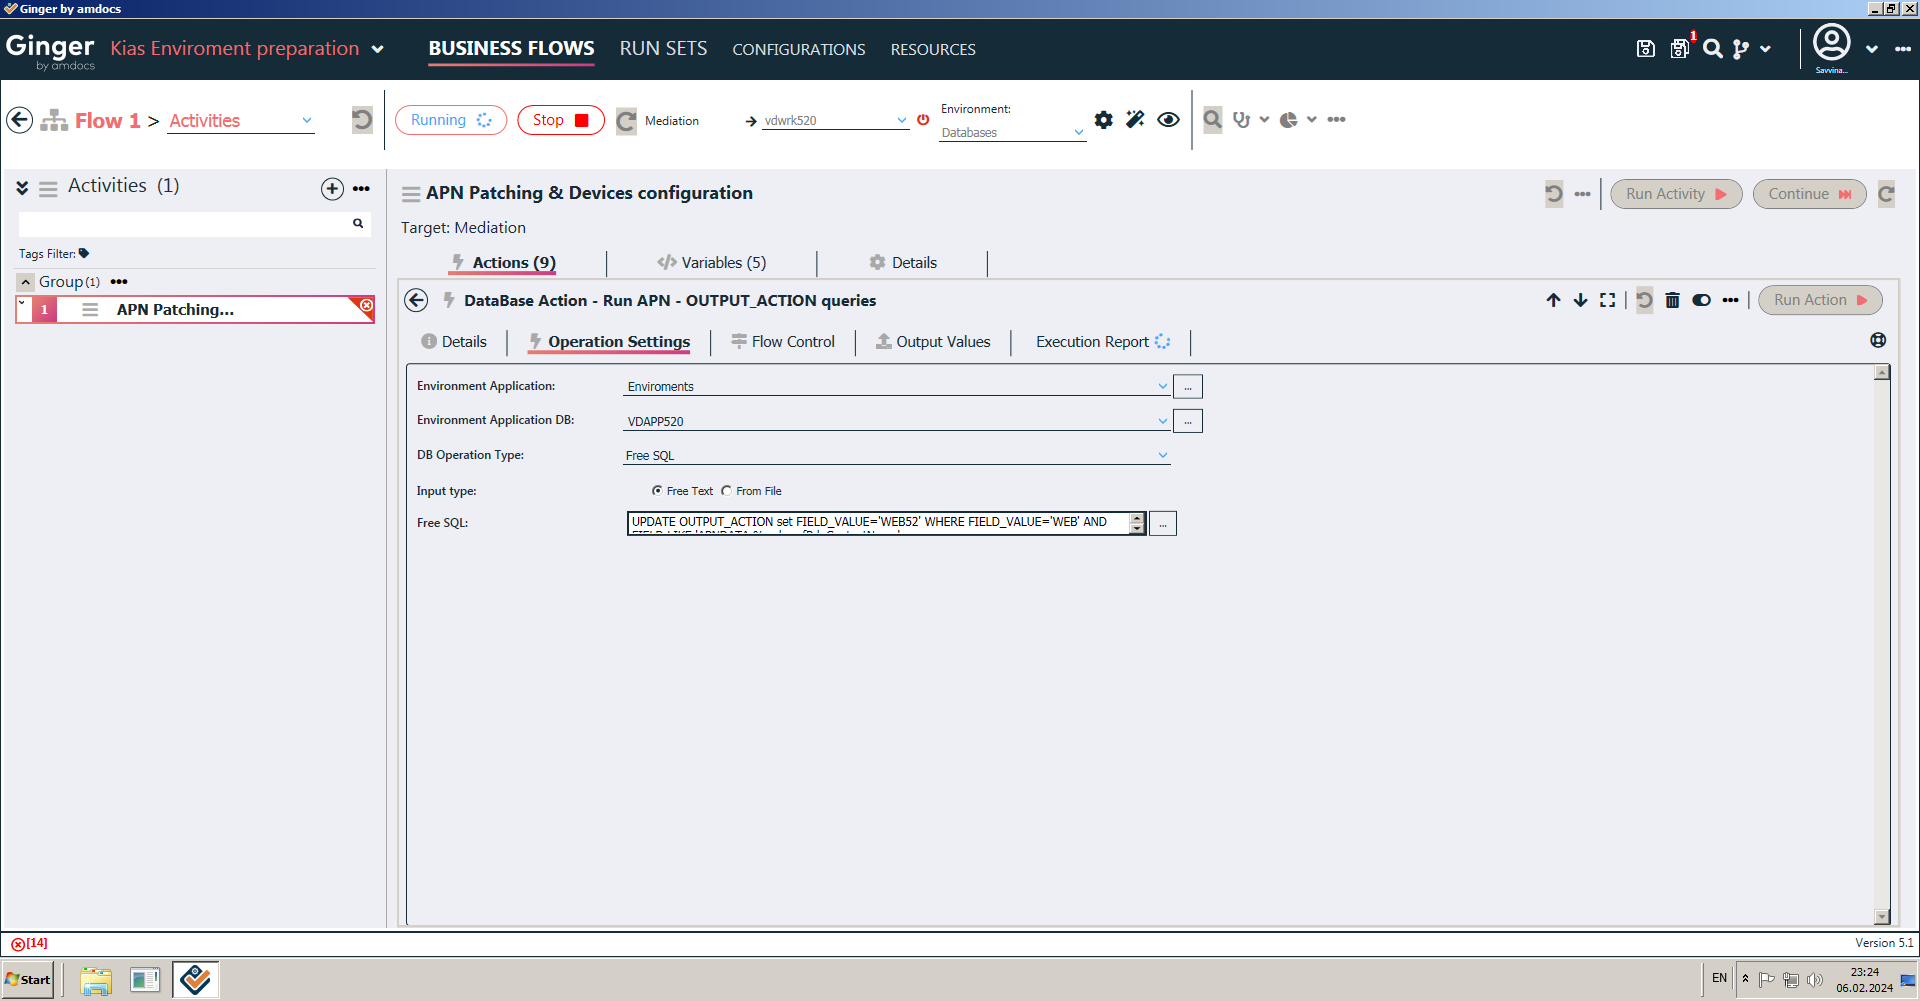 Ginger by amdocs
Ginger
by amdocs
Kias Enviroment preparation
BUSINESS FLOWS
RUN SETS
CONFIGURATIONS
RESOURCES
1
Savvina...
Flow 1 >
Activities
Running
Stop
Mediation
vdwrk520
Environment:
Databases
Activities (1)
Tags Filter:
Group(1)
1
APN Patching...
APN Patching & Devices configuration
Run Activity
Continue
Target: Mediation
Actions (9)
Variables (5)
Details
DataBase Action - Run APN - OUTPUT_ACTION queries
Run Action
Details
Operation Settings
Flow Control
Output Values
Execution Report
Environment Application:
Enviroments
...
Environment Application DB:
VDAPP520
...
DB Operation Type:
Free SQL
Input type:
Free Text
From File
Free SQL:
UPDATE OUTPUT_ACTION set FIELD_VALUE='WEB52' WHERE FIELD_VALUE='WEB' AND
...
[14]
Version 5.1
Start
EN
23:24
06.02.2024